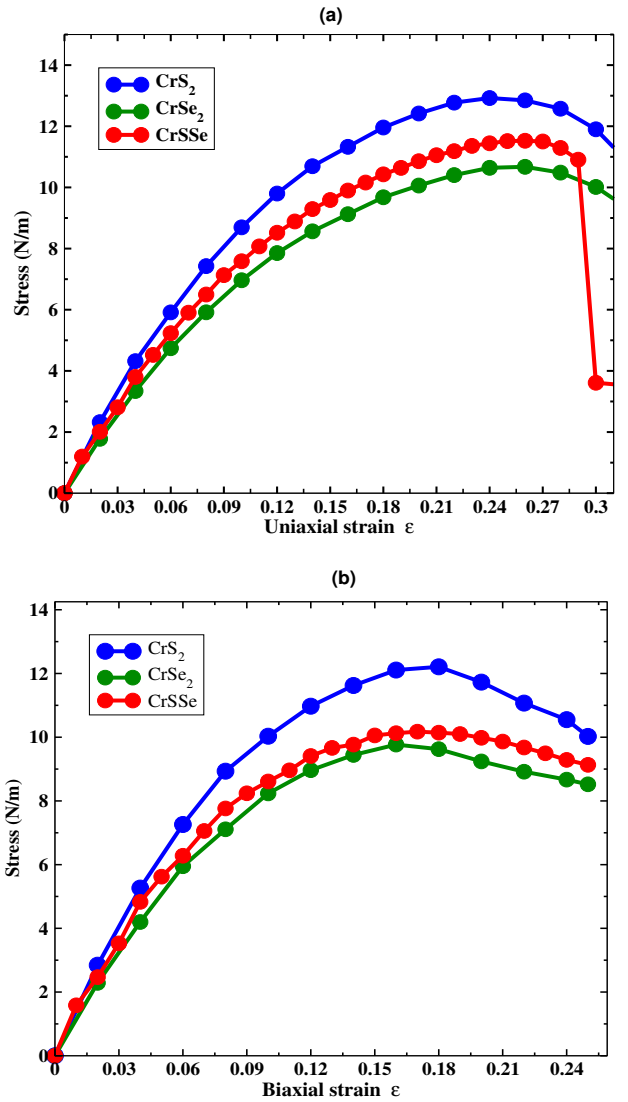 (a)
14
12
10
8
6
4
2
0
Stress (N/m)
CrS₂
CrSe₂
CrSSe
0 0.03 0.06 0.09 0.12 0.15 0.18 0.21 0.24 0.27 0.3
Uniaxial strain ε
(b)
14
12
10
8
6
4
2
0
Stress (N/m)
CrS₂
CrSe₂
CrSSe
0 0.03 0.06 0.09 0.12 0.15 0.18 0.21 0.24
Biaxial strain ε